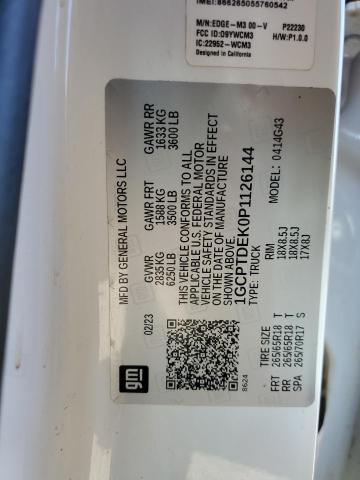 IMEI:866265055760542
M/N:EDGE-M3 00-V P22230
FCC ID:O9YWCM3 H/W:P1.0.0
IC:22952-WCM3
Designed in California
MFD BY GENERAL MOTORS LLC
02/23
GVWR GAWR FRT GAWR RR
2835 KG 1588 KG 1633 KG
6250 LB 3500 LB 3600 LB
THIS VEHICLE CONFORMS TO ALL
APPLICABLE U.S. FEDERAL MOTOR
VEHICLE SAFETY STANDARDS IN EFFECT
ON THE DATE OF MANUFACTURE
SHOWN ABOVE.
1GCPTDEK0P1126144
TYPE: TRUCK MODEL: 0414G43
TIRE SIZE RIM
FRT 265/65R18 T 18X8.5J
RR 265/65R18 T 18X8.5J
SPA 265/70R17 S 17X8J
gm
8624